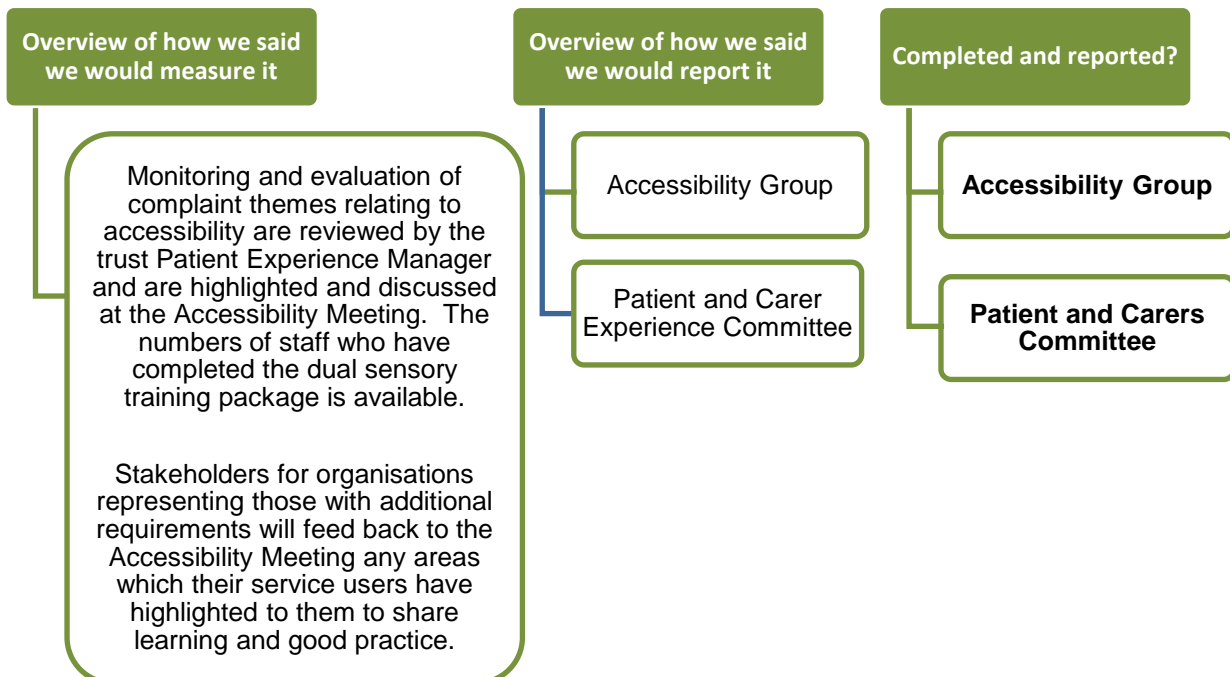 Overview of how we said
we would measure it
Monitoring and evaluation of
complaint themes relating to
accessibility are reviewed by the
trust Patient Experience Manager
and are highlighted and discussed
at the Accessibility Meeting.  The
numbers of staff who have
completed the dual sensory
training package is available.
Stakeholders for organisations
representing those with additional
requirements will feed back to the
Accessibility Meeting any areas
which their service users have
highlighted to them to share
learning and good practice.
Overview of how we said
we would report it
Accessibility Group
Patient and Carer
Experience Committee
Completed and reported?
Accessibility Group
Patient and Carers
Committee